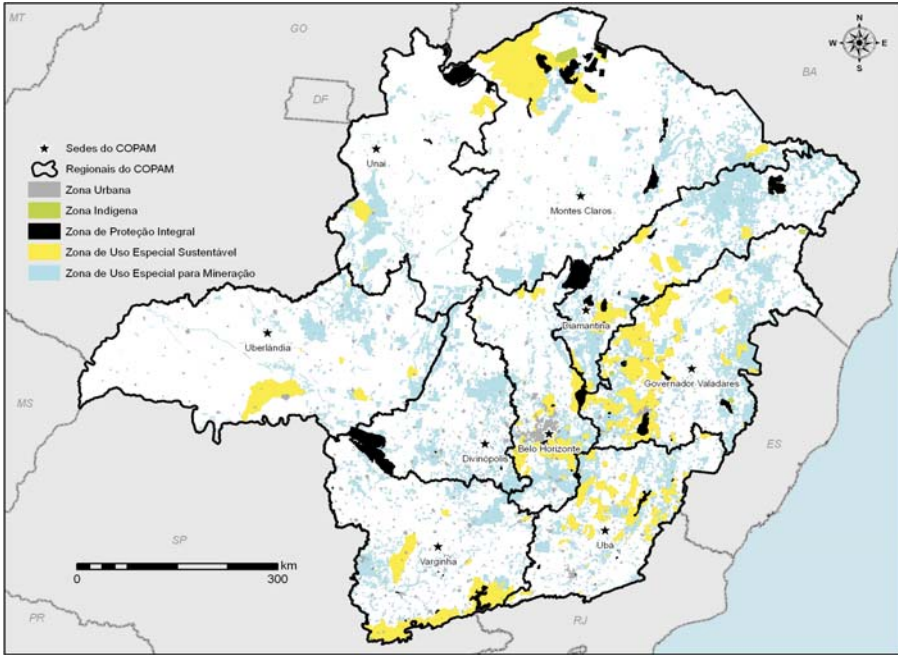 MT
GO
DF
BA
N
W E
S
Sedes do COPAM
Regionais do COPAM
Zona Urbana
Zona Indígena
Zona de Proteção Integral
Zona de Uso Especial Sustentável
Zona de Uso Especial para Mineração
Unaí
Montes Claros
Diamantina
Uberlândia
Governador Valadares
MS
ES
Belo Horizonte
Divinópolis
Ubá
Varginha
SP
km
0 300
PR
RJ